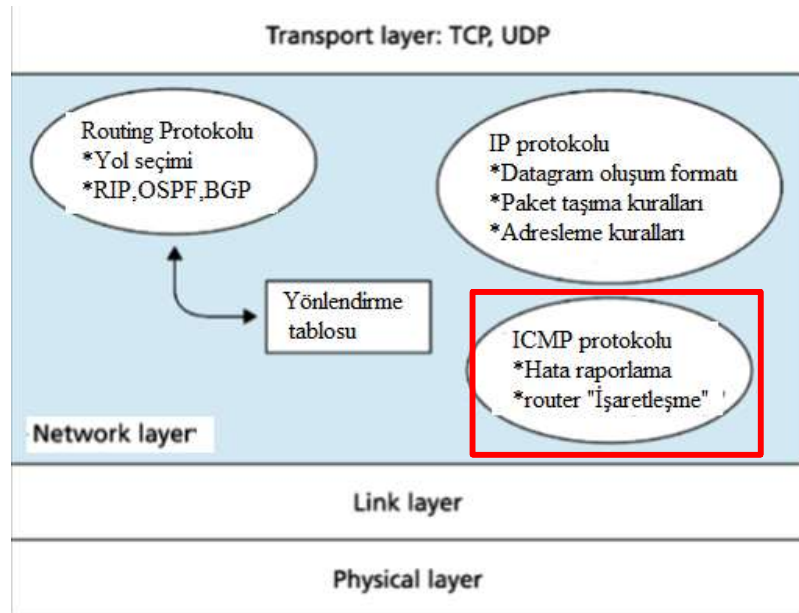 Transport layer: TCP, UDP
Routing Protokolu
*Yol seçimi
*RIP,OSPF,BGP
IP protokolu
*Datagram oluşum formatı
*Paket taşıma kuralları
*Adresleme kuralları
Yönlendirme
tablosu
ICMP protokolu
*Hata raporlama
*router "İşaretleşme"
Network layer
Link layer
Physical layer